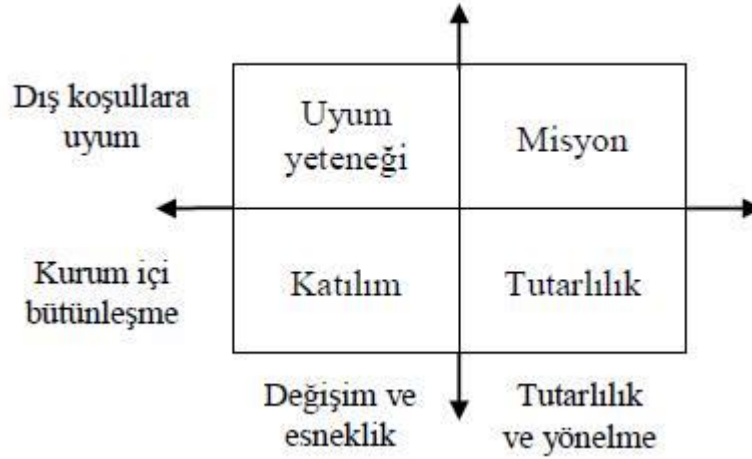 Dış koşullara
uyum
Uyum
yeteneği
Misyon
Kurum içi
bütünleşme
Katılım
Tutarlılık
Değişim ve
esneklik
Tutarlılık
ve yönelme